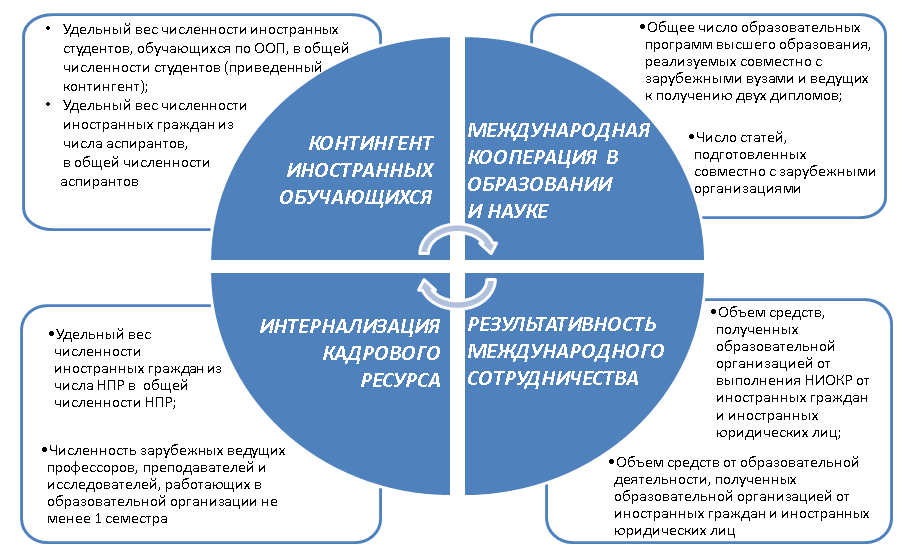 • Удельный вес численности иностранных
студентов, обучающихся по ООП, в общей
численности студентов (приведенный
контингент);
• Удельный вес численности
иностранных граждан из
числа аспирантов,
в общей численности
аспирантов
КОНТИНГЕНТ
ИНОСТРАННЫХ
ОБУЧАЮЩИХСЯ
•Общее число образовательных
программ высшего образования,
реализуемых совместно с
зарубежными вузами и ведущих
к получению двух дипломов;
•Число статей,
подготовленных
совместно с зарубежными
организациями
МЕЖДУНАРОДНАЯ
КООПЕРАЦИЯ В
ОБРАЗОВАНИИ
И НАУКЕ
•Удельный вес
численности
иностранных граждан из
числа НПР в общей
численности НПР;
•Численность зарубежных ведущих
профессоров, преподавателей и
исследователей, работающих в
образовательной организации не
менее 1 семестра
ИНТЕРНАЛИЗАЦИЯ
КАДРОВОГО
РЕСУРСА
РЕЗУЛЬТАТИВНОСТЬ
МЕЖДУНАРОДНОГО
СОТРУДНИЧЕСТВА
•Объем средств,
полученных
образовательной
организацией от
выполнения НИОКР от
иностранных граждан
и иностранных
юридических лиц;
•Объем средств от образовательной
деятельности, полученных
образовательной организацией от
иностранных граждан и иностранных
юридических лиц